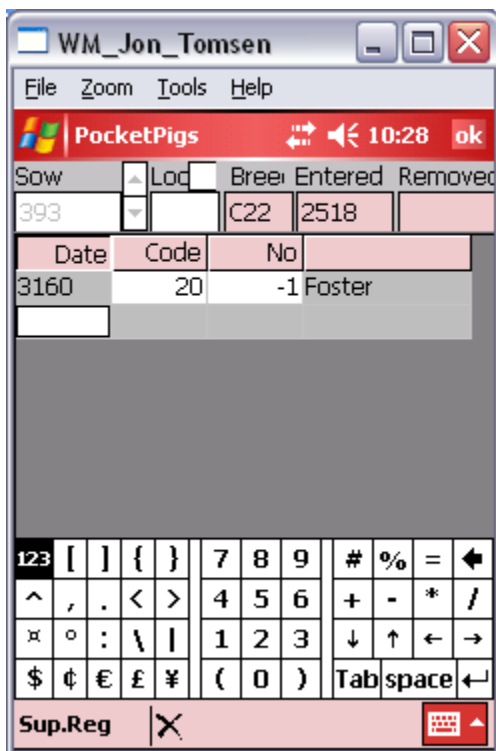 WM_Jon_Tomsen
File Zoom Tools Help
PocketPigs 10:28 ok
Sow Loc Breei Entered Removed
393 C22 2518
Date Code No
3160 20 -1 Foster
123 [ ] { } 7 8 9 # % = 
^ , . < > 4 5 6 + - * /
¤ ° : \ | 1 2 3 ↓ ↑ ← →
$ ¢ € £ ¥ ( 0 ) Tab space ↵
Sup.Reg